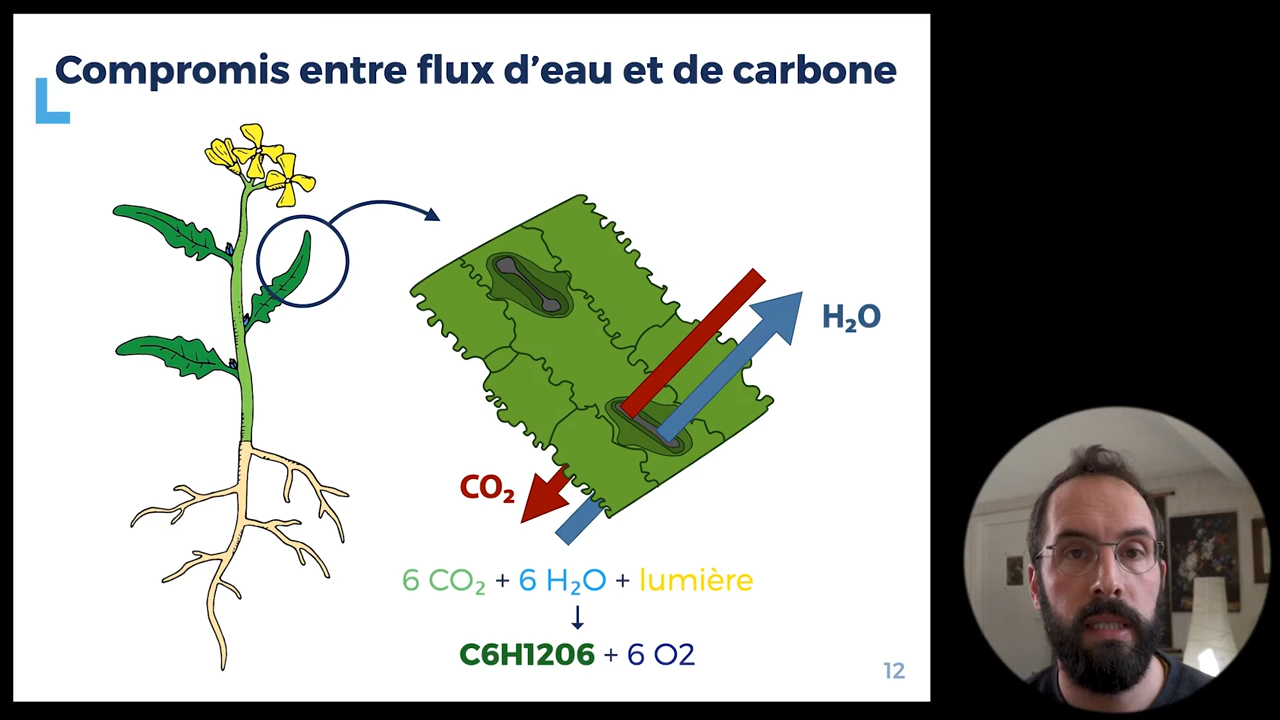 Compromis entre flux d’eau et de carbone
H₂O
CO₂
6 CO₂ + 6 H₂O + lumière
↓
C6H1206 + 6 O2
12